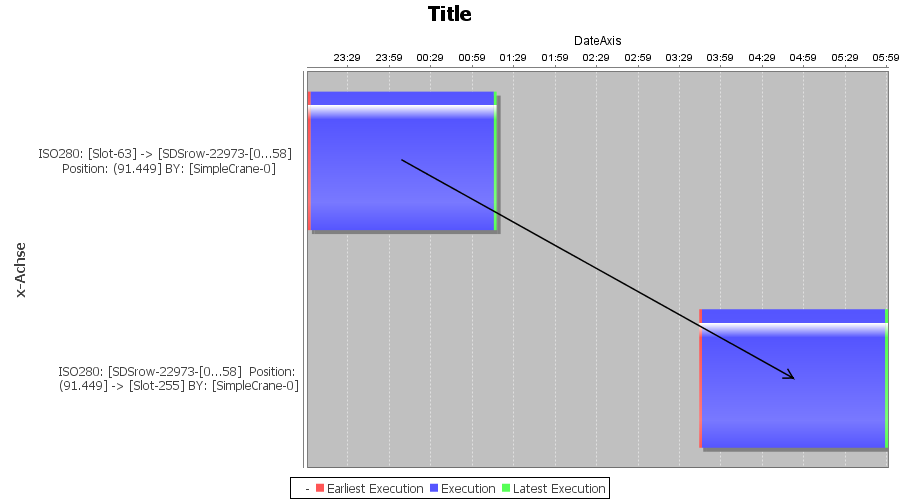 Title
DateAxis
23:29 23:59 00:29 00:59 01:29 01:59 02:29 02:59 03:29 03:59 04:29 04:59 05:29 05:59
ISO280: [Slot-63] -> [SDSrow-22973-[0...58]
Position: (91.449] BY: [SimpleCrane-0]
x-Achse
ISO280: [SDSrow-22973-[0...58] Position:
(91.449] -> [Slot-255] BY: [SimpleCrane-0]
- Earliest Execution Execution Latest Execution